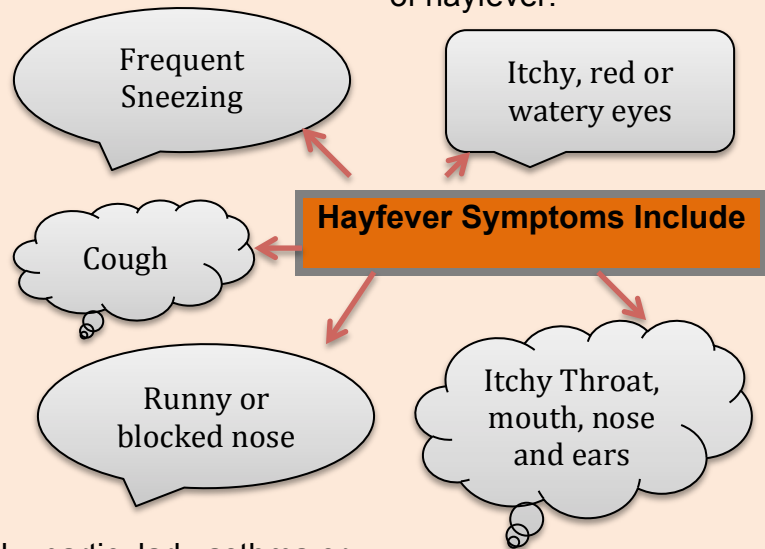 of hayfever.
Frequent
Sneezing
Itchy, red or
watery eyes
Hayfever Symptoms Include
Cough
Runny or
blocked nose
Itchy Throat,
mouth, nose
and ears
particularly asthma or